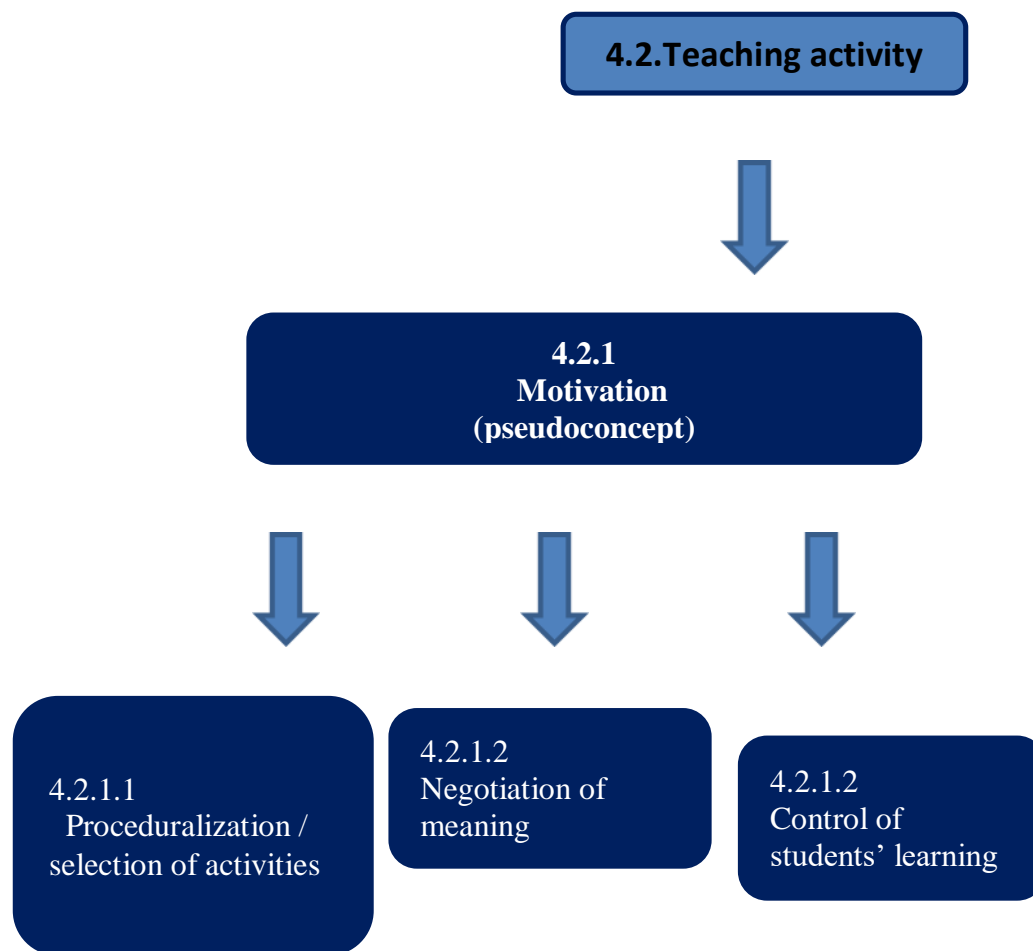 4.2.Teaching activity
4.2.1
Motivation
(pseudoconcept)
4.2.1.1
Proceduralization /
selection of activities
4.2.1.2
Negotiation of
meaning
4.2.1.2
Control of
students’ learning